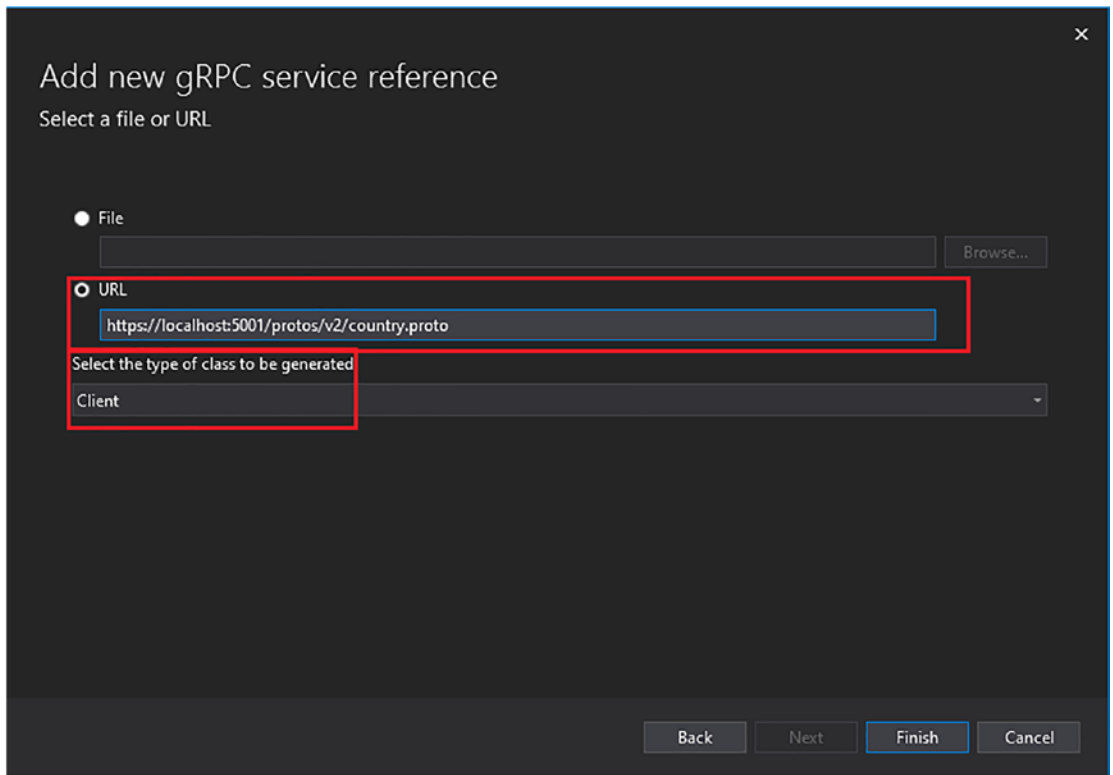 Add new gRPC service reference
Select a file or URL
File
Browse...
URL
https://localhost:5001/protos/v2/country.proto
Select the type of class to be generated
Client
Back Next Finish Cancel